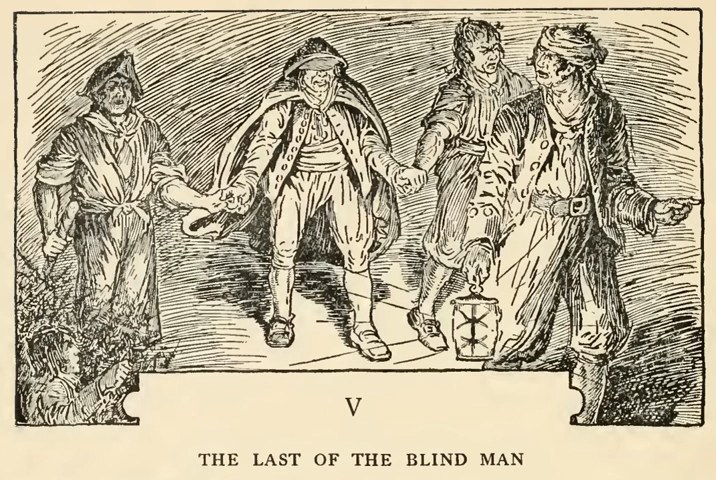 V
THE LAST OF THE BLIND MAN